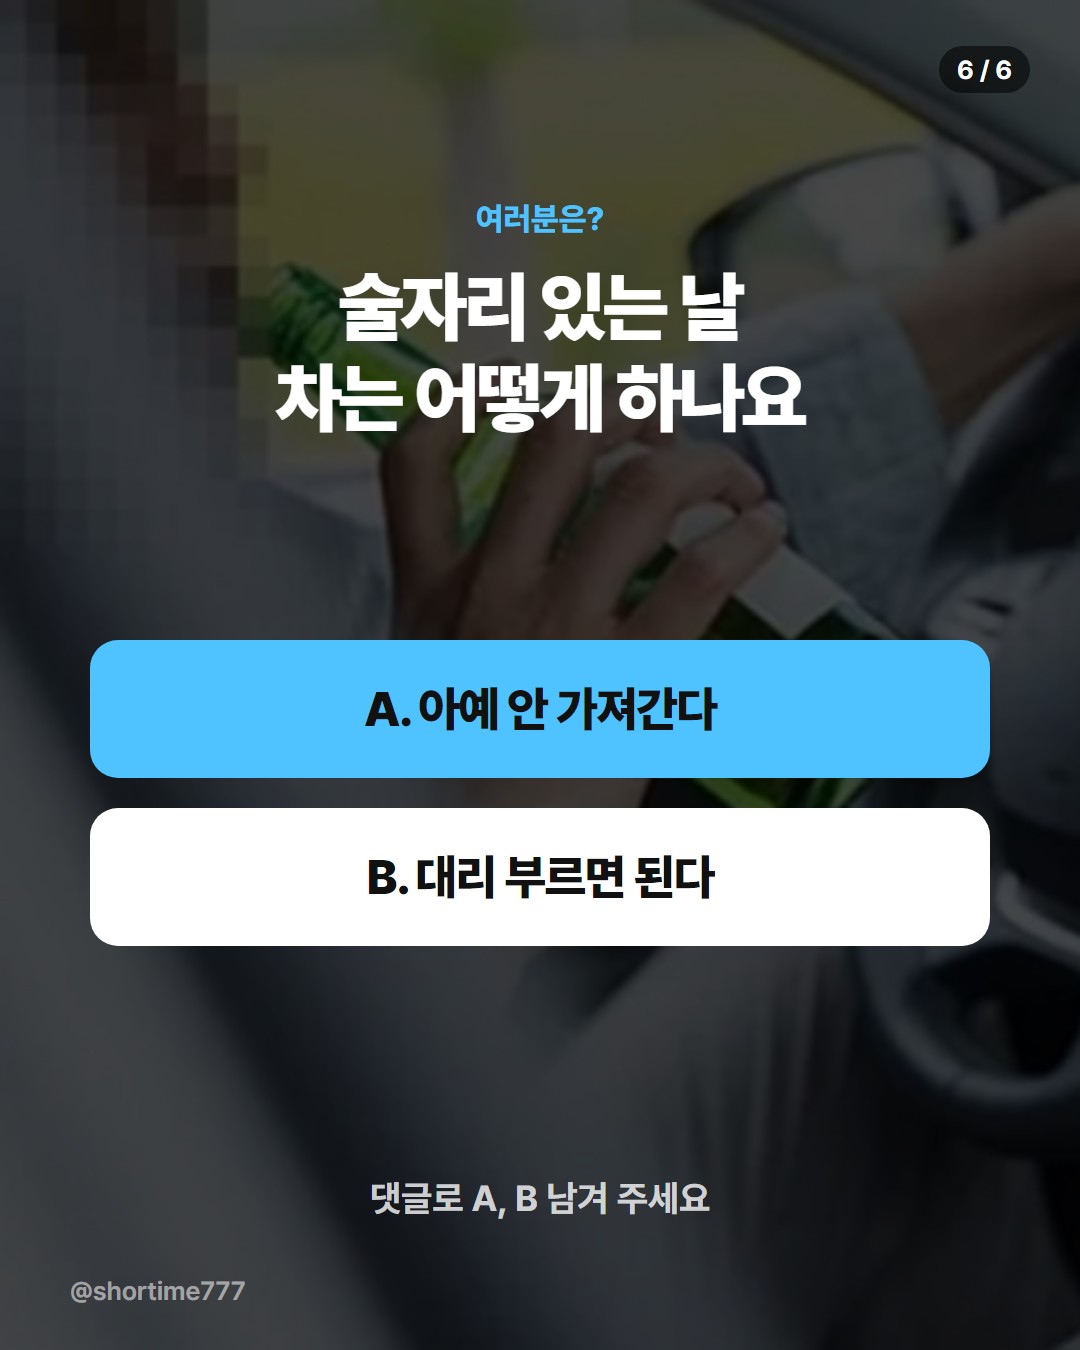 6 / 6
여러분은?
술자리 있는 날
차는 어떻게 하나요
A. 아예 안 가져간다
B. 대리 부르면 된다
댓글로 A, B 남겨 주세요
@shortime777